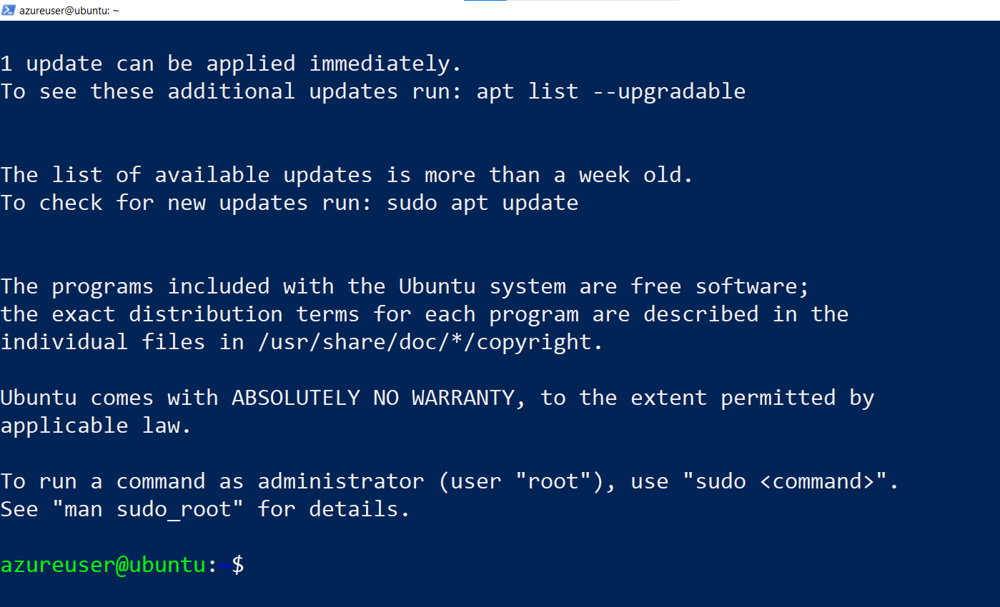 azureuser@ubuntu: ~
1 update can be applied immediately.
To see these additional updates run: apt list --upgradable
The list of available updates is more than a week old.
To check for new updates run: sudo apt update
The programs included with the Ubuntu system are free software;
the exact distribution terms for each program are described in the
individual files in /usr/share/doc/*/copyright.
Ubuntu comes with ABSOLUTELY NO WARRANTY, to the extent permitted by
applicable law.
To run a command as administrator (user "root"), use "sudo <command>".
See "man sudo_root" for details.
azureuser@ubuntu:~$